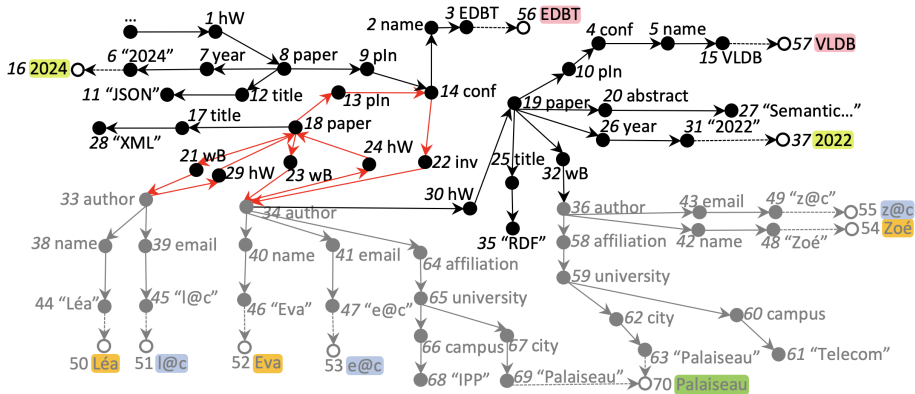 ...
1 hW
2 name
3 EDBT
56 EDBT
4 conf
5 name
15 VLDB
57 VLDB
16 2024
6 “2024”
7 year
8 paper
9 pIn
10 pIn
11 “JSON”
12 title
13 pIn
14 conf
19 paper
20 abstract
27 “Semantic...”
17 title
18 paper
28 “XML”
26 year
31 “2022”
37 2022
21 wB
29 hW
23 wB
24 hW
22 inv
25 title
32 wB
30 hW
35 “RDF”
33 author
34 author
36 author
43 email
49 “z@c”
55 z@c
42 name
48 “Zoé”
54 Zoé
38 name
39 email
40 name
41 email
64 affiliation
58 affiliation
59 university
44 “Léa”
45 “l@c”
46 “Eva”
47 “e@c”
65 university
62 city
60 campus
66 campus
67 city
63 “Palaiseau”
61 “Telecom”
50 Léa
51 l@c
52 Eva
53 e@c
68 “IPP”
69 “Palaiseau”
70 Palaiseau